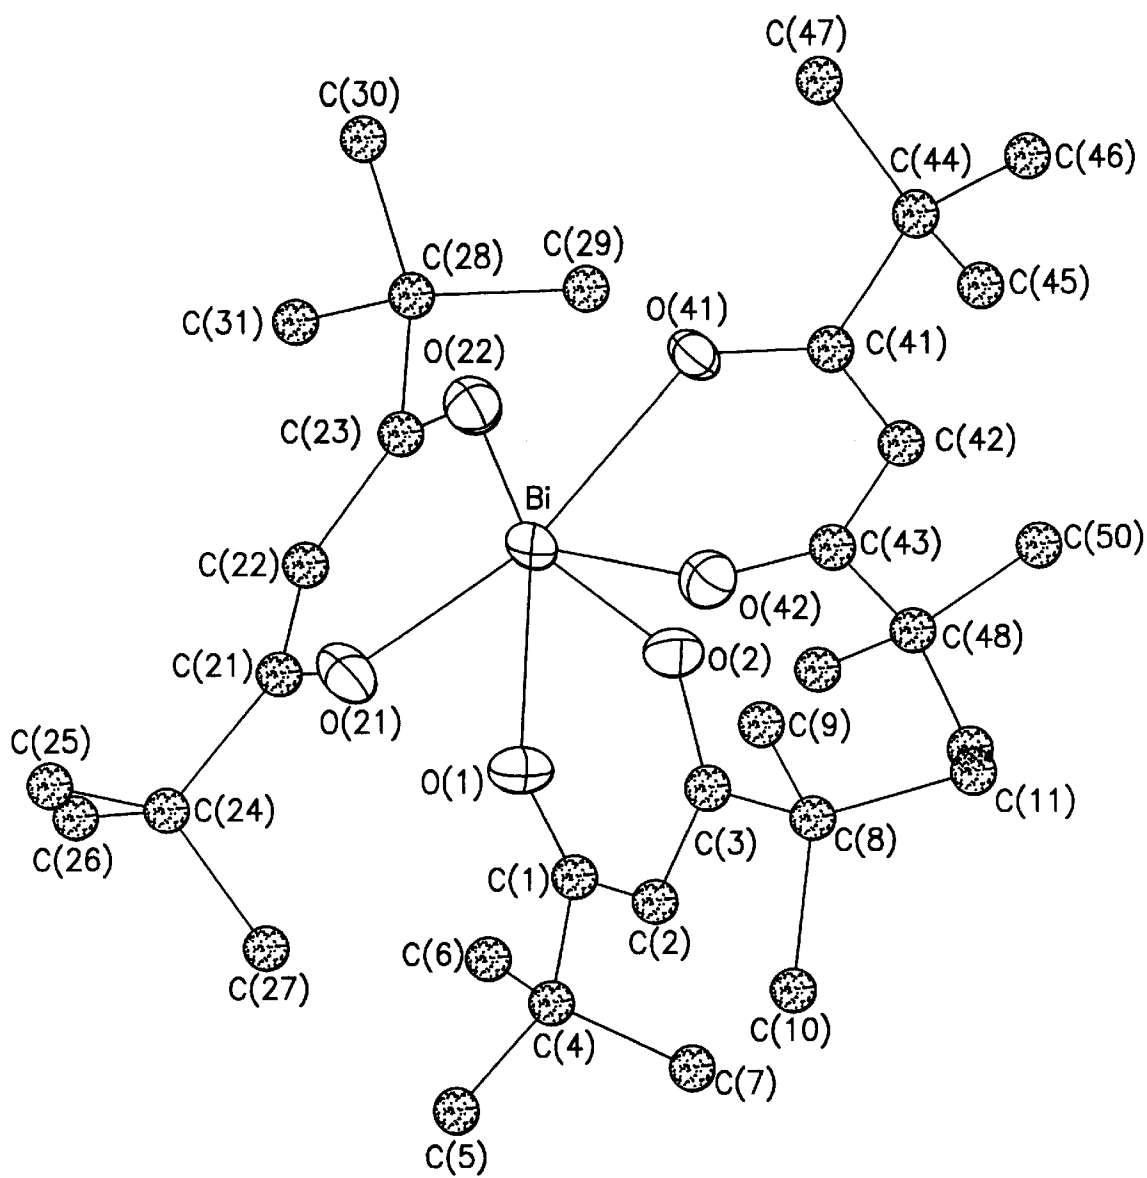 C(47)
C(30)
C(44)
C(46)
C(29)
C(28)
C(45)
C(31)
O(41)
O(22)
C(41)
C(23)
C(42)
Bi
C(50)
C(43)
C(22)
O(42)
C(48)
O(2)
C(21)
O(21)
C(9)
C(25)
O(1)
C(11)
C(24)
C(3)
C(8)
C(26)
C(1)
C(2)
C(6)
C(27)
C(10)
C(4)
C(7)
C(5)